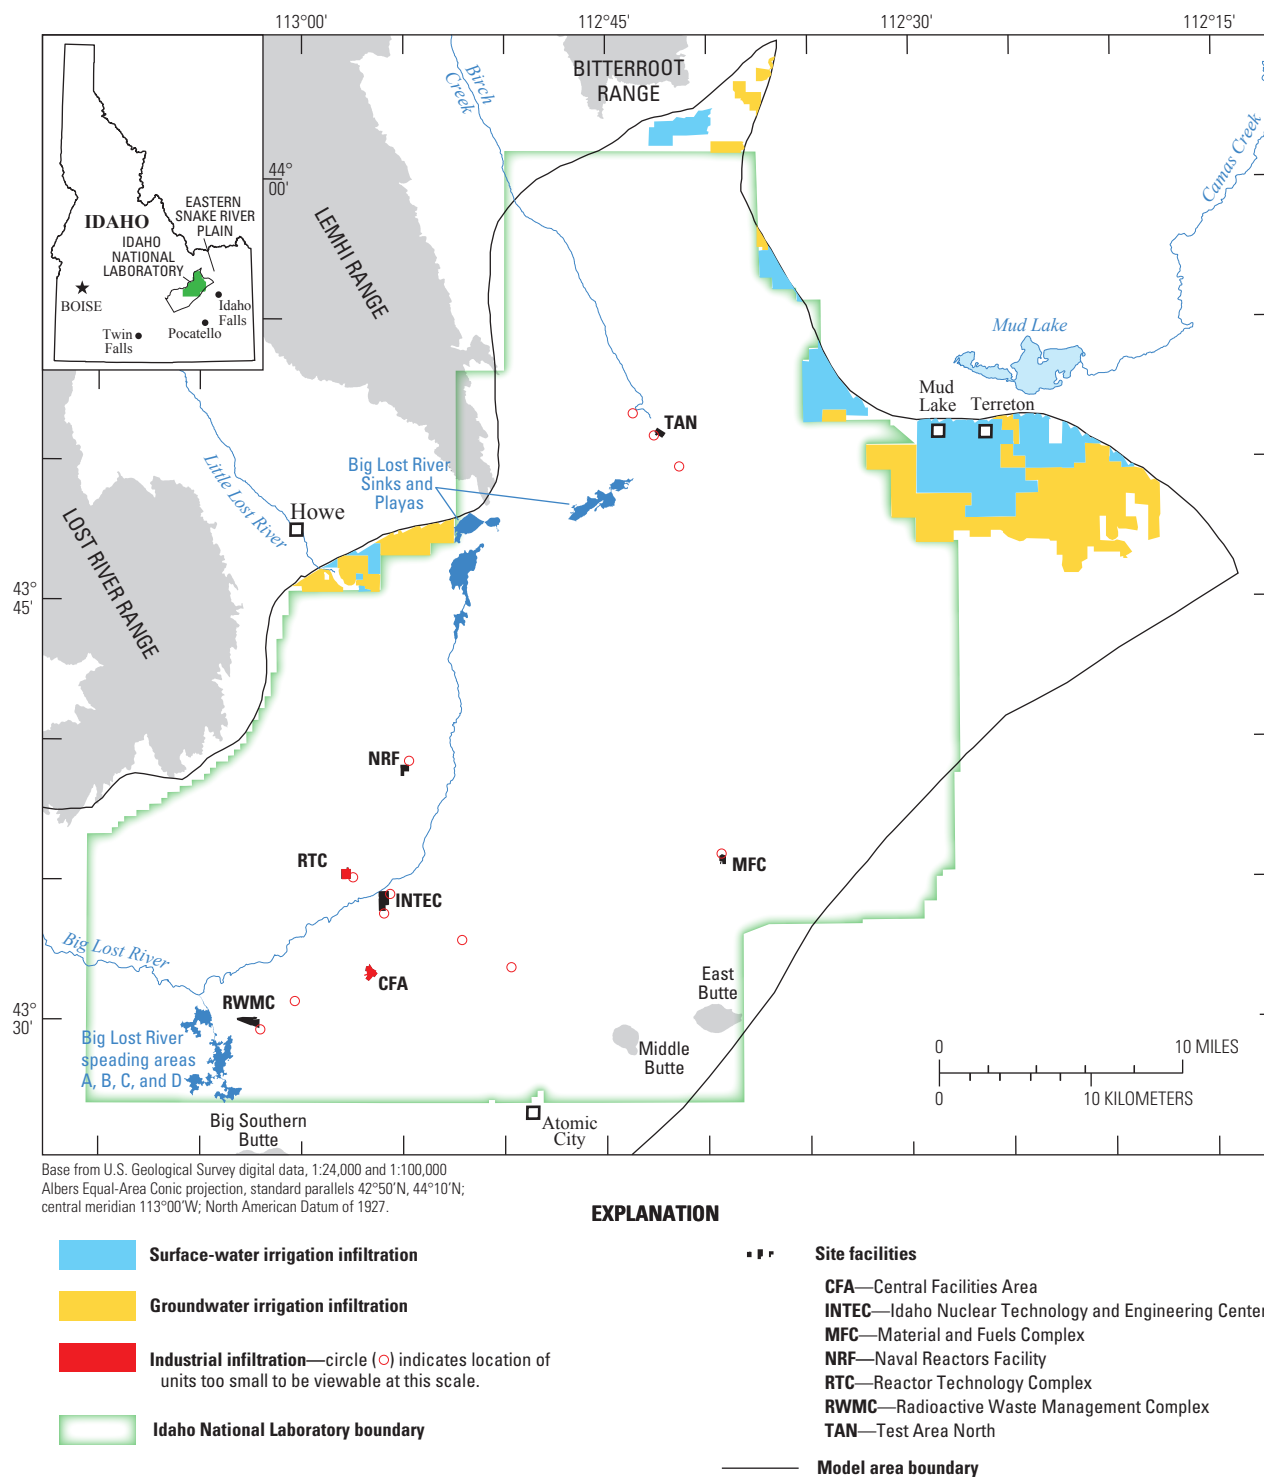 113°00'
112°45'
112°30'
112°15'
BITTERROOT
RANGE
Birch
Creek
Camas Creek
44°
00'
EASTERN
SNAKE RIVER
PLAIN
IDAHO
IDAHO
NATIONAL
LABORATORY
BOISE
Idaho
Falls
Twin
Falls
Pocatello
LEMHI RANGE
Mud Lake
Mud
Lake
Terreton
TAN
Big Lost River
Sinks and
Playas
Little Lost River
Howe
LOST RIVER RANGE
43°
45'
NRF
RTC
MFC
INTEC
Big Lost River
CFA
RWMC
East
Butte
43°
30'
Big Lost River
speading areas
A, B, C, and D
Middle
Butte
0
10 MILES
0
10 KILOMETERS
Big Southern
Butte
Atomic
City
Base from U.S. Geological Survey digital data, 1:24,000 and 1:100,000
Albers Equal-Area Conic projection, standard parallels 42°50'N, 44°10'N;
central meridian 113°00'W; North American Datum of 1927.
EXPLANATION
Surface-water irrigation infiltration
Groundwater irrigation infiltration
Industrial infiltration—circle (○) indicates location of
units too small to be viewable at this scale.
Idaho National Laboratory boundary
Site facilities
CFA—Central Facilities Area
INTEC—Idaho Nuclear Technology and Engineering Center
MFC—Material and Fuels Complex
NRF—Naval Reactors Facility
RTC—Reactor Technology Complex
RWMC—Radioactive Waste Management Complex
TAN—Test Area North
Model area boundary